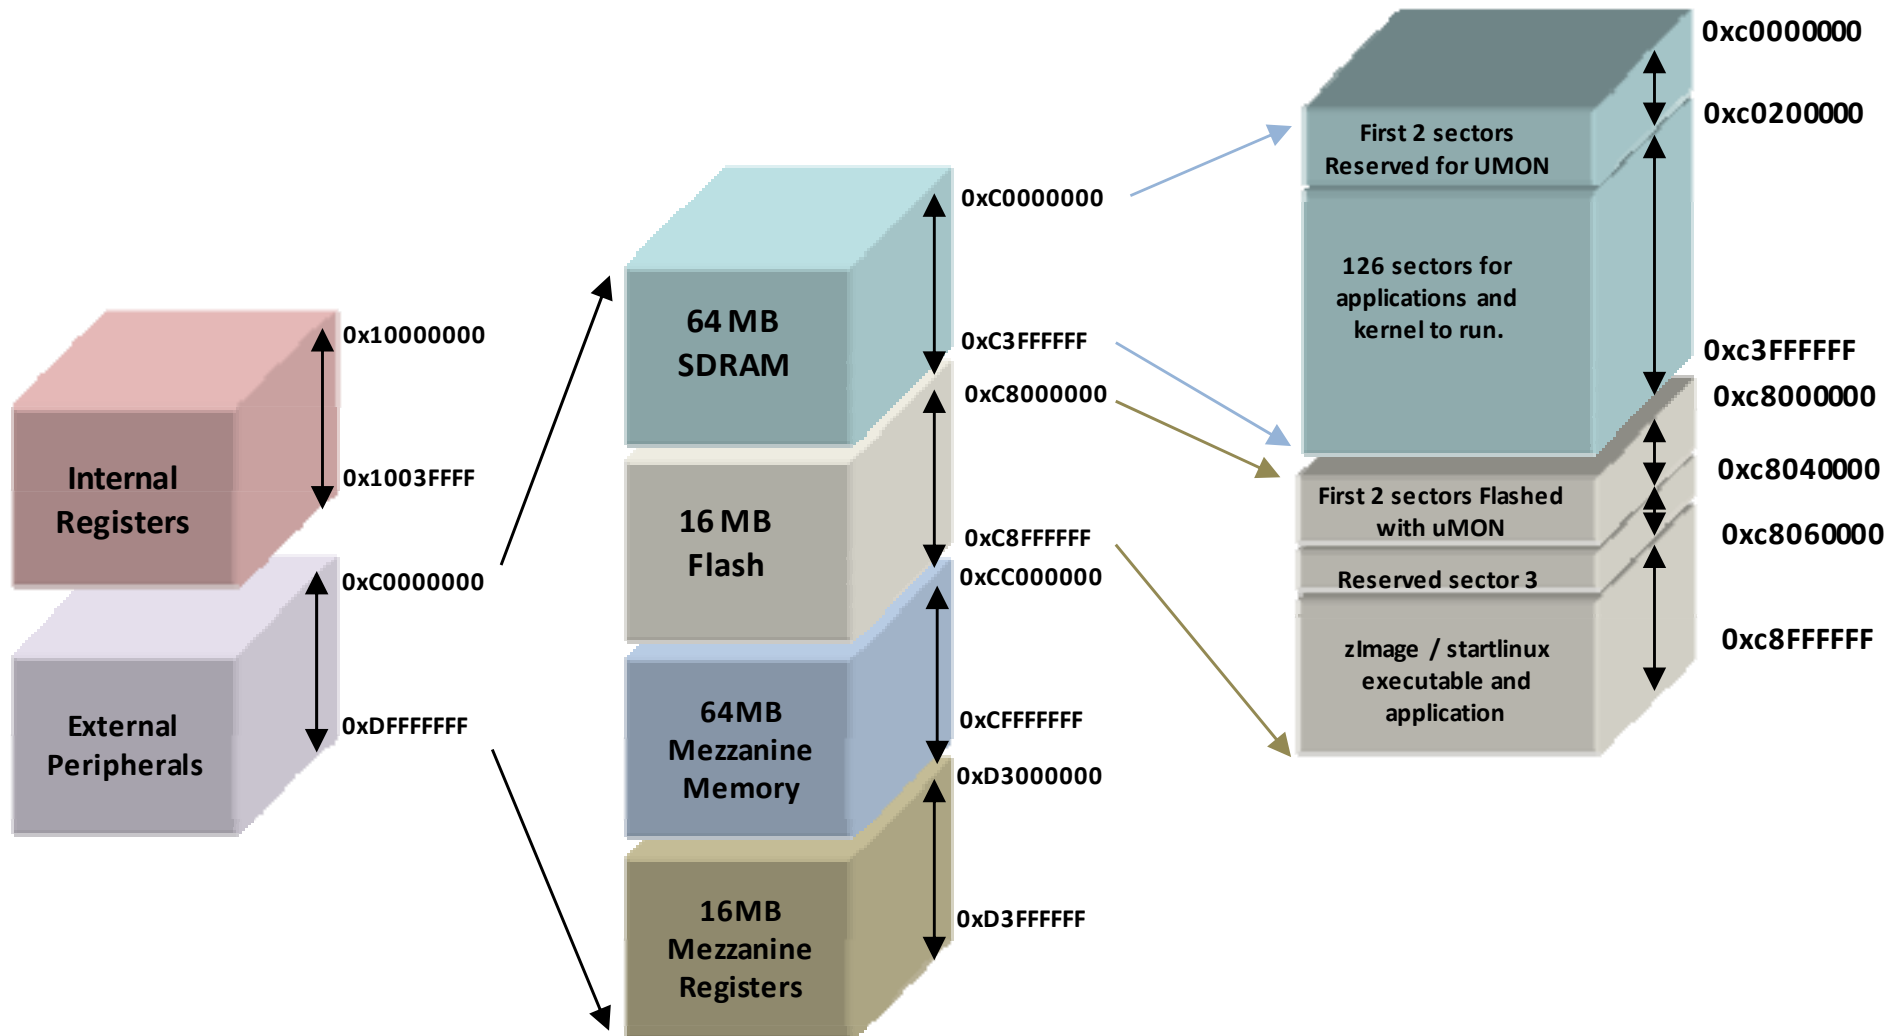 Internal
Registers
0x10000000
0x1003FFFF
External
Peripherals
0xC0000000
0xDFFFFFFF
64 MB
SDRAM
0xC0000000
0xC3FFFFFF
16 MB
Flash
0xC8000000
0xC8FFFFFF
64MB
Mezzanine
Memory
0xCC000000
0xCFFFFFFF
16MB
Mezzanine
Registers
0xD3000000
0xD3FFFFFF
First 2 sectors
Reserved for UMON
0xc0000000
0xc0200000
126 sectors for
applications and
kernel to run.
0xc3FFFFFF
0xc8000000
First 2 sectors Flashed
with uMON
0xc8040000
Reserved sector 3
0xc8060000
zImage / startlinux
executable and
application
0xc8FFFFFF